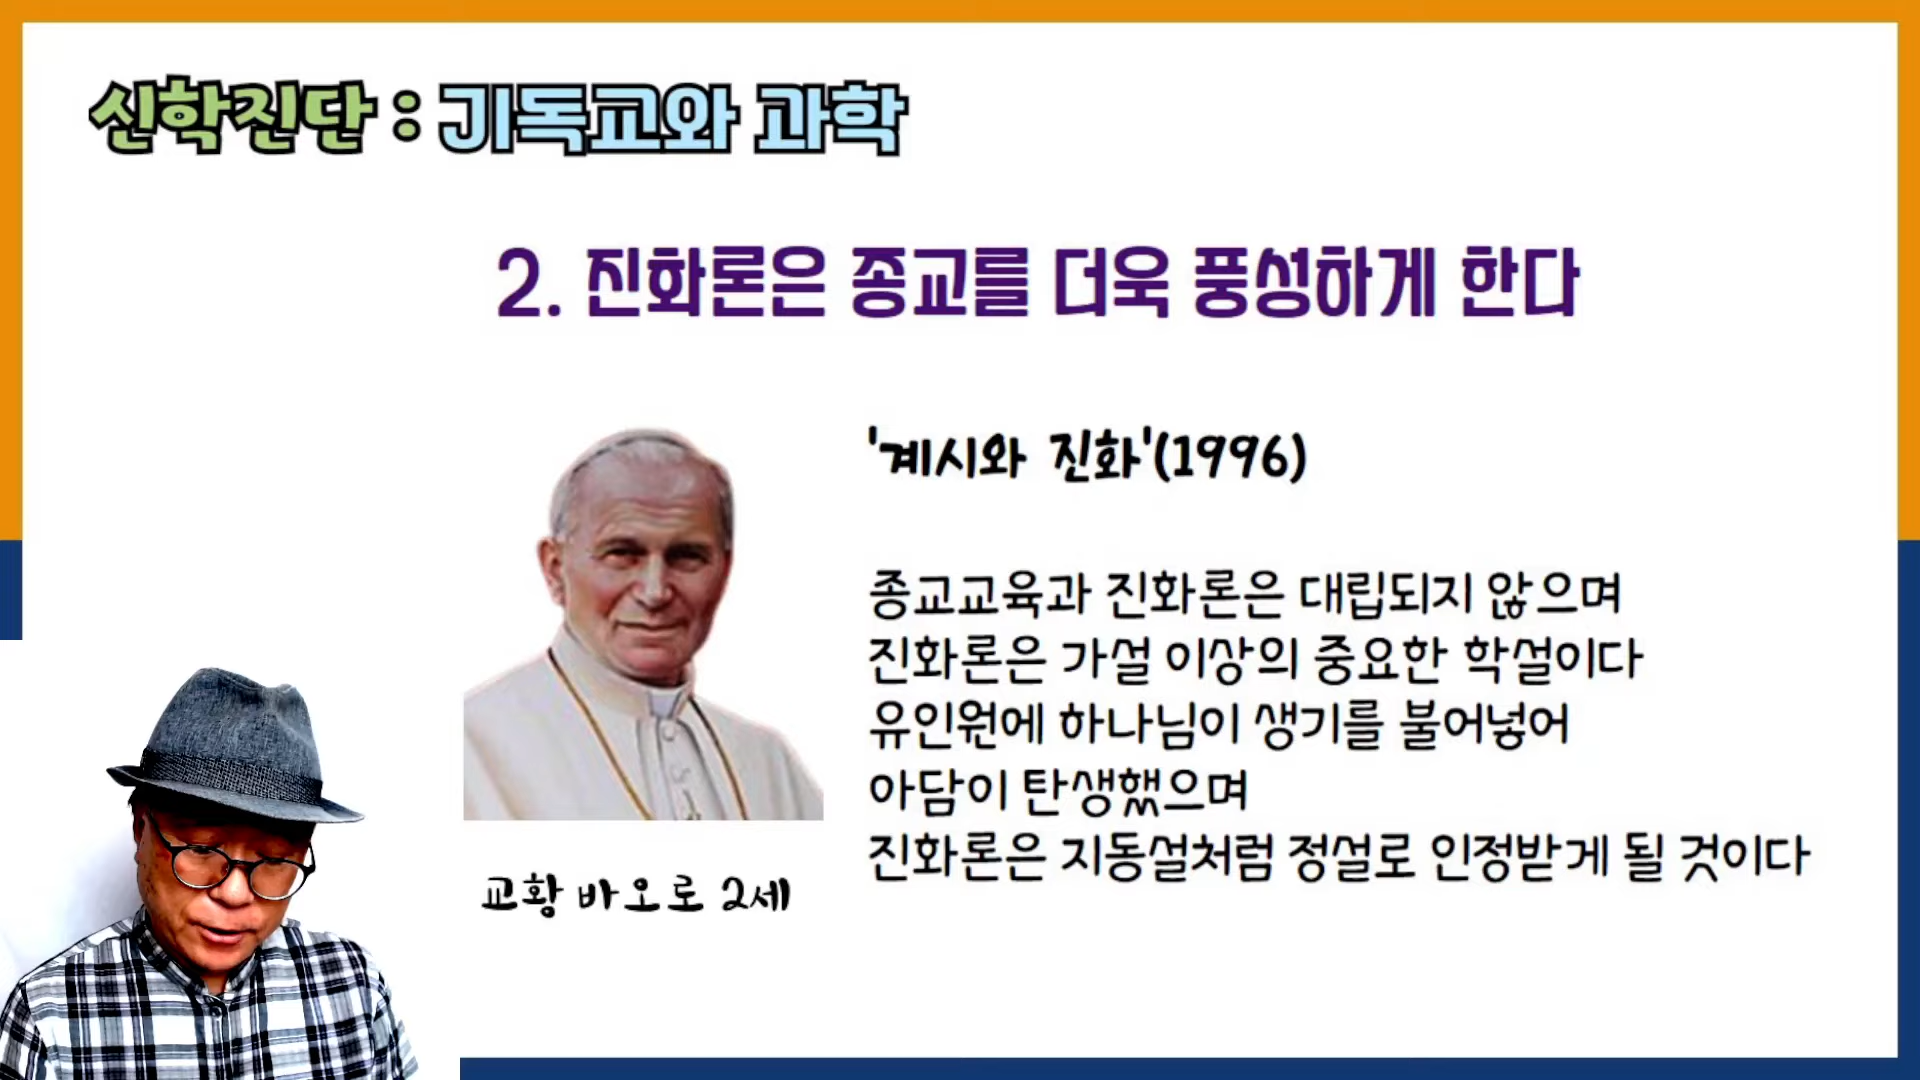 신학진단 : 기독교와 과학
2. 진화론은 종교를 더욱 풍성하게 한다
'계시와 진화'(1996)
종교교육과 진화론은 대립되지 않으며
진화론은 가설 이상의 중요한 학설이다
유인원에 하나님이 생기를 불어넣어
아담이 탄생했으며
진화론은 지동설처럼 정설로 인정받게 될 것이다
교황 바오로 2세